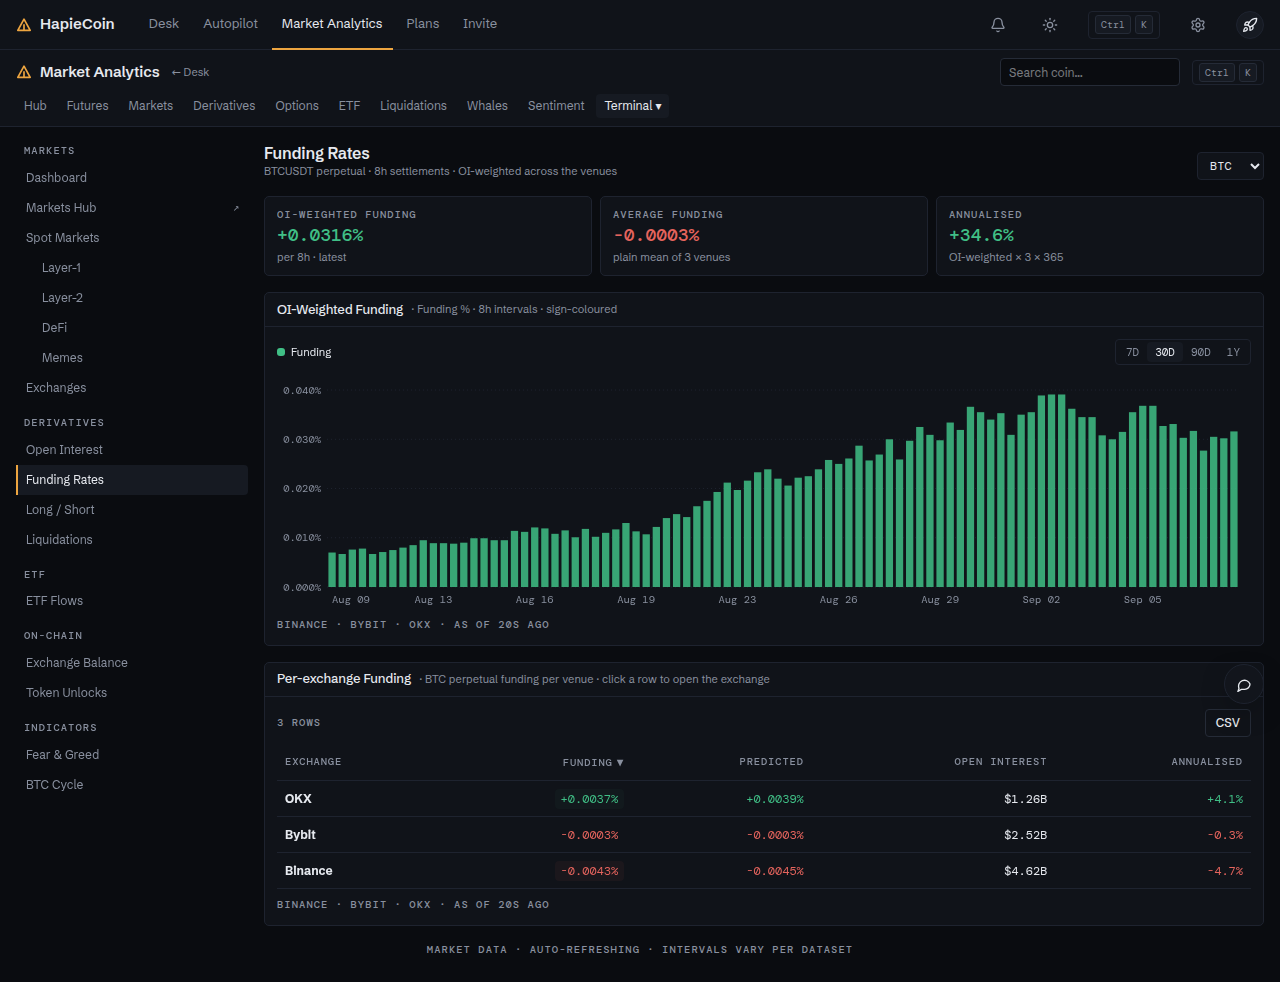 HapieCoin Desk Autopilot Market Analytics Plans Invite Ctrl K
Market Analytics ← Desk Search coin... Ctrl K
Hub Futures Markets Derivatives Options ETF Liquidations Whales Sentiment Terminal ▾
MARKETS
Dashboard
Markets Hub ↗
Spot Markets
Layer-1
Layer-2
DeFi
Memes
Exchanges
DERIVATIVES
Open Interest
Funding Rates
Long / Short
Liquidations
ETF
ETF Flows
ON-CHAIN
Exchange Balance
Token Unlocks
INDICATORS
Fear & Greed
BTC Cycle
Funding Rates
BTCUSDT perpetual · 8h settlements · OI-weighted across the venues
BTC
OI-WEIGHTED FUNDING
+0.0316%
per 8h · latest
AVERAGE FUNDING
-0.0003%
plain mean of 3 venues
ANNUALISED
+34.6%
OI-weighted × 3 × 365
OI-Weighted Funding · Funding % · 8h intervals · sign-coloured
Funding 7D 30D 90D 1Y
0.040%
0.030%
0.020%
0.010%
0.000%
Aug 09 Aug 13 Aug 16 Aug 19 Aug 23 Aug 26 Aug 29 Sep 02 Sep 05
BINANCE · BYBIT · OKX · AS OF 20S AGO
Per-exchange Funding · BTC perpetual funding per venue · click a row to open the exchange
3 ROWS CSV
EXCHANGE FUNDING ▼ PREDICTED OPEN INTEREST ANNUALISED
OKX +0.0037% +0.0039% $1.26B +4.1%
Bybit -0.0003% -0.0003% $2.52B -0.3%
Binance -0.0043% -0.0045% $4.62B -4.7%
BINANCE · BYBIT · OKX · AS OF 20S AGO
MARKET DATA · AUTO-REFRESHING · INTERVALS VARY PER DATASET